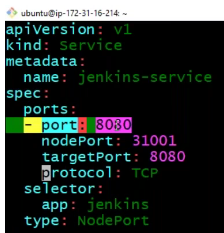 ubuntu@ip-172-31-16-214: ~
apiVersion: v1
kind: Service
metadata:
  name: jenkins-service
spec:
  ports:
  - port: 8080
    nodePort: 31001
    targetPort: 8080
    protocol: TCP
  selector:
    app: jenkins
  type: NodePort